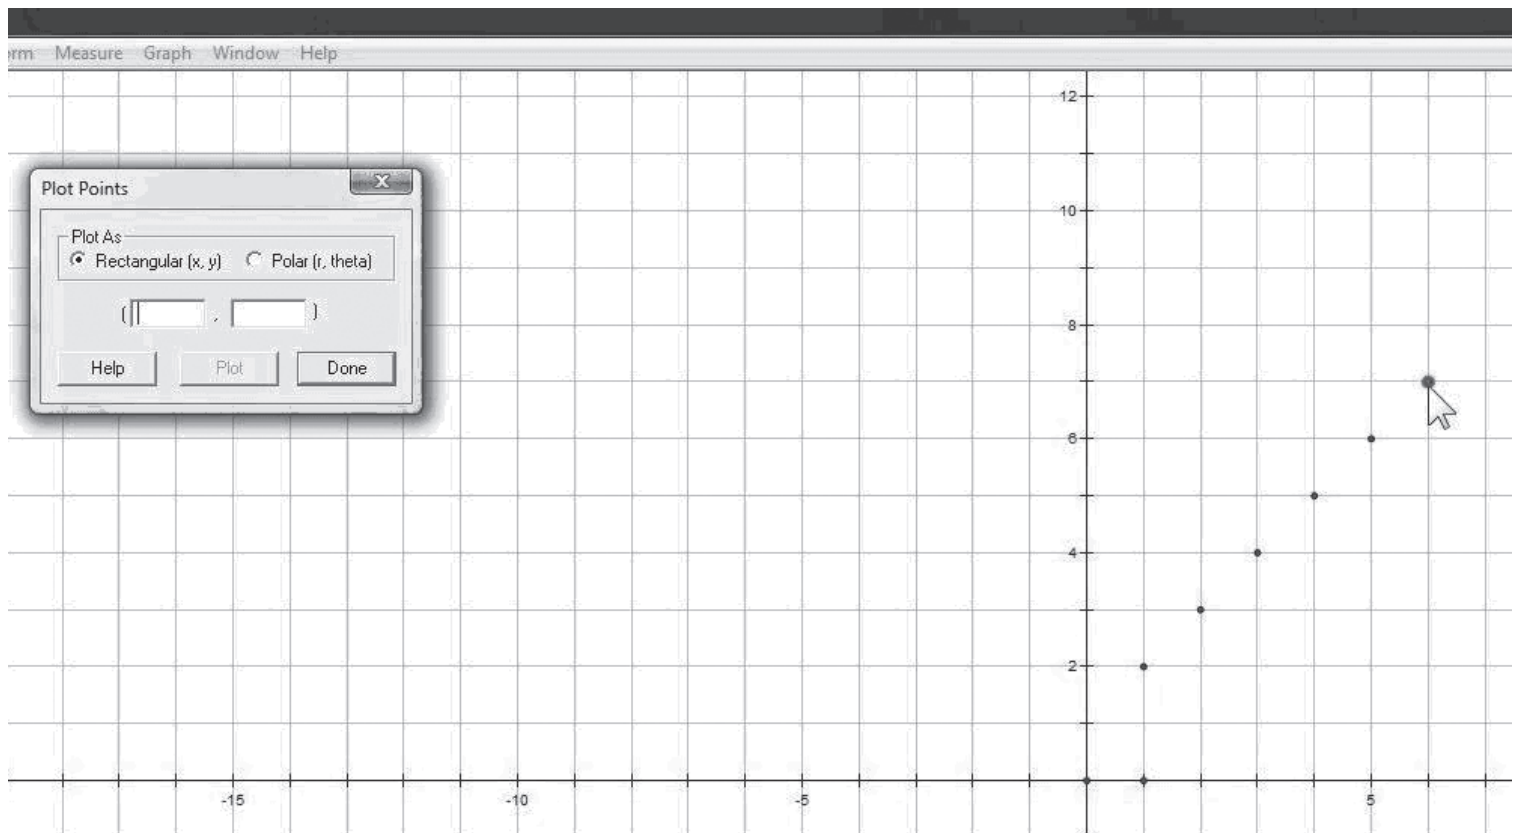 orm Measure Graph Window Help
Plot Points
X
Plot As
Rectangular (x, y) Polar (r, theta)
( , )
Help Plot Done
12
10
8
6
4
2
-15 -10 -5 5